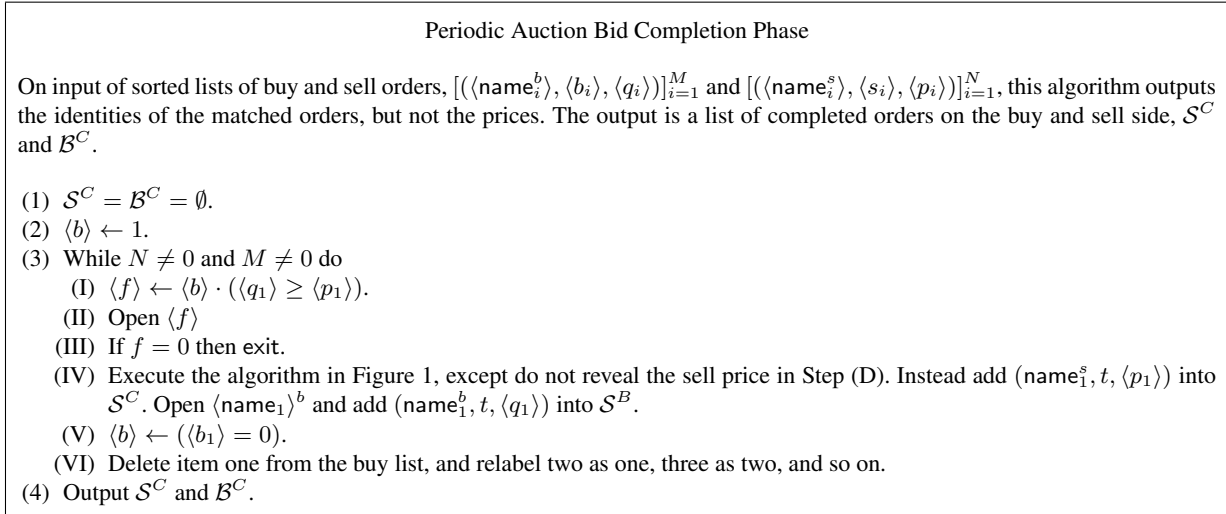 Periodic Auction Bid Completion Phase
On input of sorted lists of buy and sell orders, [(⟨name_i^b⟩, ⟨b_i⟩, ⟨q_i⟩)]_{i=1}^M and [(⟨name_i^s⟩, ⟨s_i⟩, ⟨p_i⟩)]_{i=1}^N, this algorithm outputs
the identities of the matched orders, but not the prices. The output is a list of completed orders on the buy and sell side, 𝒮^C
and ℬ^C.
(1) 𝒮^C = ℬ^C = ∅.
(2) ⟨b⟩ ← 1.
(3) While N ≠ 0 and M ≠ 0 do
(I) ⟨f⟩ ← ⟨b⟩ · (⟨q_1⟩ ≥ ⟨p_1⟩).
(II) Open ⟨f⟩
(III) If f = 0 then exit.
(IV) Execute the algorithm in Figure 1, except do not reveal the sell price in Step (D). Instead add (name_1^s, t, ⟨p_1⟩) into
𝒮^C. Open ⟨name_1⟩^b and add (name_1^b, t, ⟨q_1⟩) into 𝒮^B.
(V) ⟨b⟩ ← (⟨b_1⟩ = 0).
(VI) Delete item one from the buy list, and relabel two as one, three as two, and so on.
(4) Output 𝒮^C and ℬ^C.